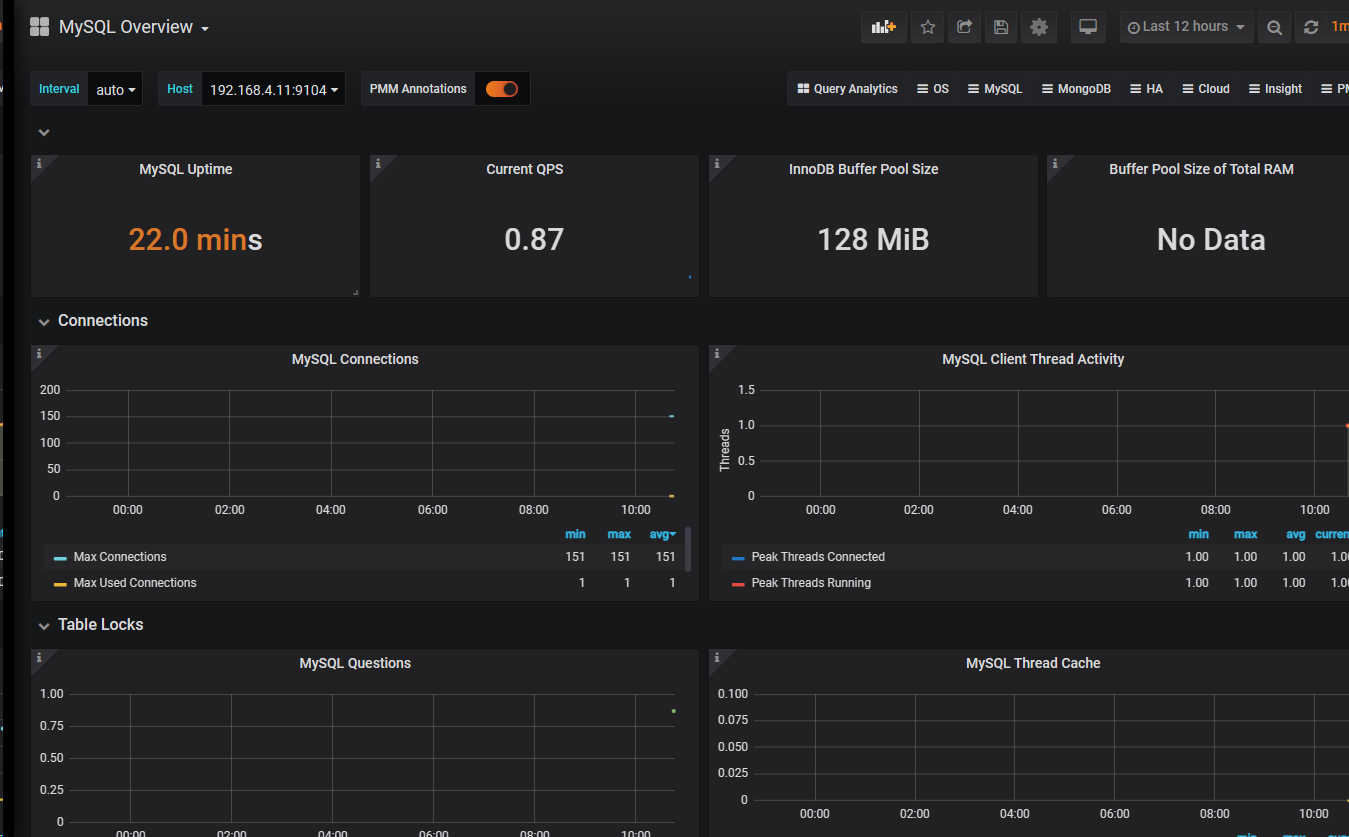 MySQL Overview
Last 12 hours
1m
Interval auto Host 192.168.4.11:9104 PMM Annotations
Query Analytics OS MySQL MongoDB HA Cloud Insight
MySQL Uptime
22.0 mins
Current QPS
0.87
InnoDB Buffer Pool Size
128 MiB
Buffer Pool Size of Total RAM
No Data
Connections
MySQL Connections
200
150
100
50
0
00:00 02:00 04:00 06:00 08:00 10:00
min max avg
Max Connections 151 151 151
Max Used Connections 1 1 1
MySQL Client Thread Activity
Threads
1.5
1.0
0.5
0
00:00 02:00 04:00 06:00 08:00 10:00
min max avg curren
Peak Threads Connected 1.00 1.00 1.00 1.0
Peak Threads Running 1.00 1.00 1.00 1.0
Table Locks
MySQL Questions
1.00
0.75
0.50
0.25
0
00:00 02:00 04:00 06:00 08:00 10:00
MySQL Thread Cache
0.100
0.075
0.050
0.025
0
00:00 02:00 04:00 06:00 08:00 10:00